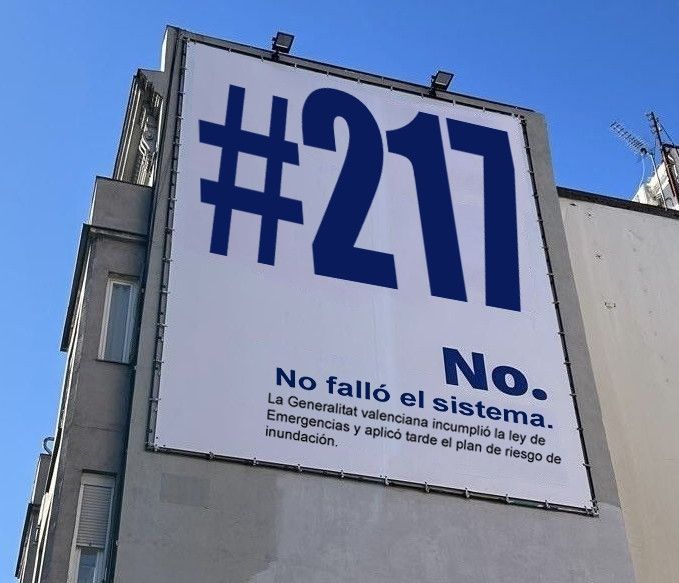 #217
No.
No falló el sistema.
La Generalitat valenciana incumplió la ley de
Emergencias y aplicó tarde el plan de riesgo de
inundación.